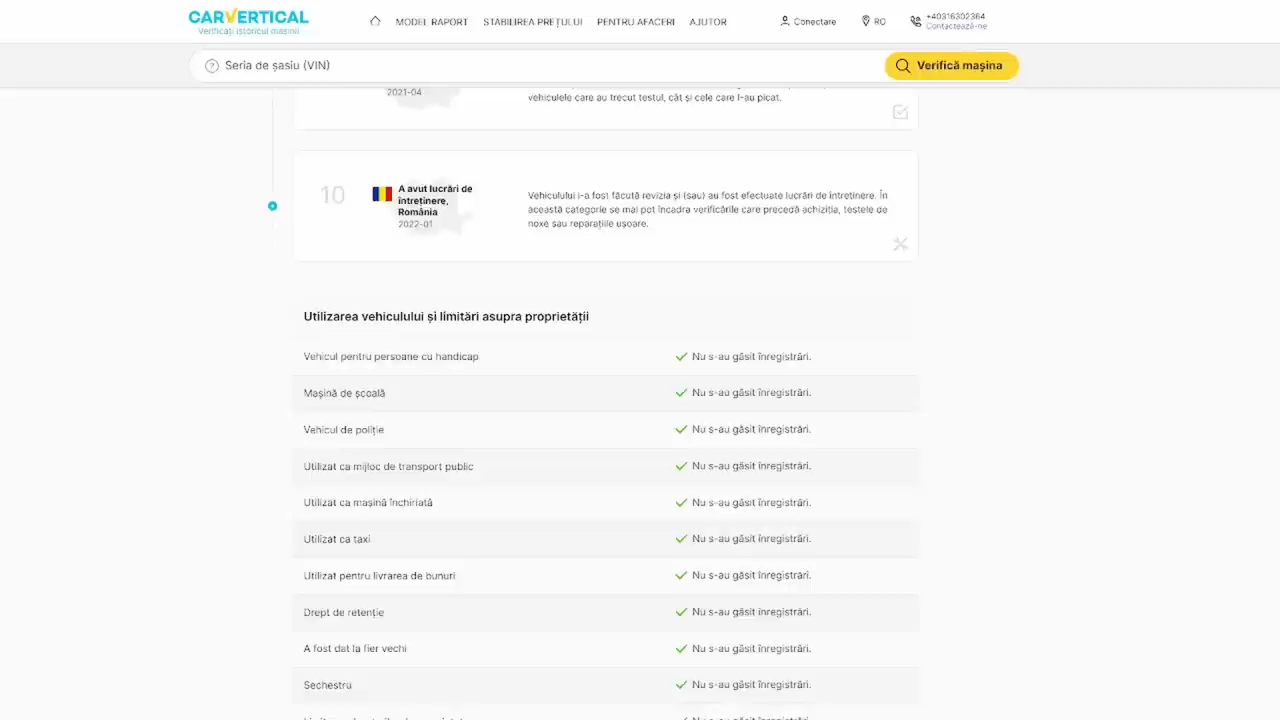 CARVERTICAL
Verificați istoricul mașinii
MODEL RAPORT
STABILIREA PREȚULUI
PENTRU AFACERI
AJUTOR
Conectare
RO
+40316302364
Contactează-ne
Seria de șasiu (VIN)
Verifică mașina
2021-04
vehiculele care au trecut testul, cât și cele care l-au picat.
10
A avut lucrări de
întreținere,
România
2022-01
Vehiculului i-a fost făcută revizia și (sau) au fost efectuate lucrări de întreținere. În
această categorie se mai pot încadra verificările care precedă achiziția, testele de
noxe sau reparațiile ușoare.
Utilizarea vehiculului și limitări asupra proprietății
Vehicul pentru persoane cu handicap
Nu s-au găsit înregistrări.
Mașină de școală
Nu s-au găsit înregistrări.
Vehicul de poliție
Nu s-au găsit înregistrări.
Utilizat ca mijloc de transport public
Nu s-au găsit înregistrări.
Utilizat ca mașină închiriată
Nu s-au găsit înregistrări.
Utilizat ca taxi
Nu s-au găsit înregistrări.
Utilizat pentru livrarea de bunuri
Nu s-au găsit înregistrări.
Drept de retenție
Nu s-au găsit înregistrări.
A fost dat la fier vechi
Nu s-au găsit înregistrări.
Sechestru
Nu s-au găsit înregistrări.